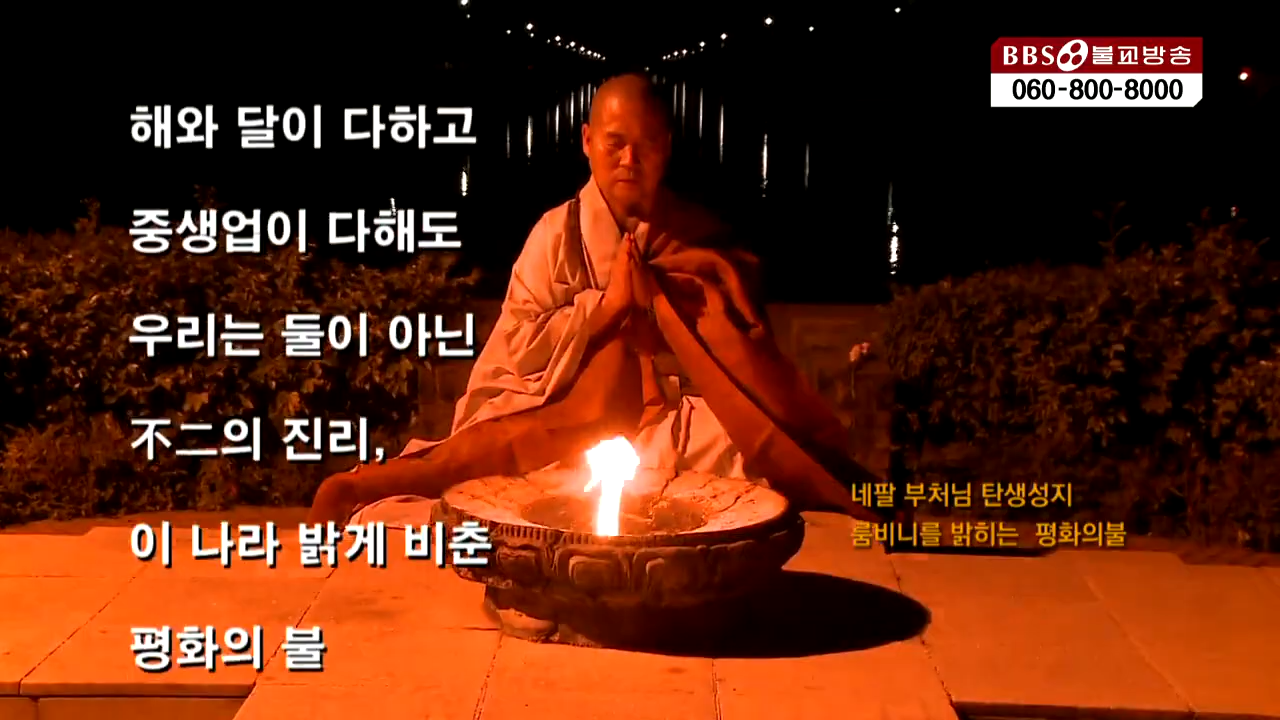 해와 달이 다하고
중생업이 다해도
우리는 둘이 아닌
不二의 진리,
이 나라 밝게 비춘
평화의 불
BBS 불교방송
060-800-8000
네팔 부처님 탄생성지
룸비니를 밝히는 평화의불